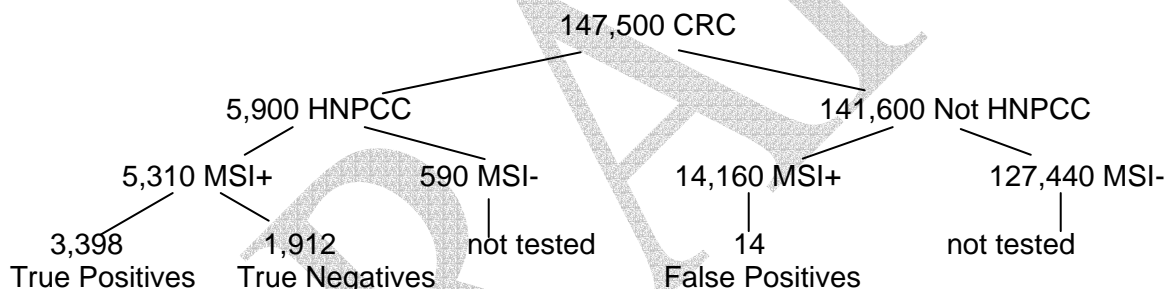 147,500 CRC
5,900 HNPCC 141,600 Not HNPCC
5,310 MSI+ 590 MSI- 14,160 MSI+ 127,440 MSI-
3,398 1,912 not tested 14 not tested
True Positives True Negatives False Positives